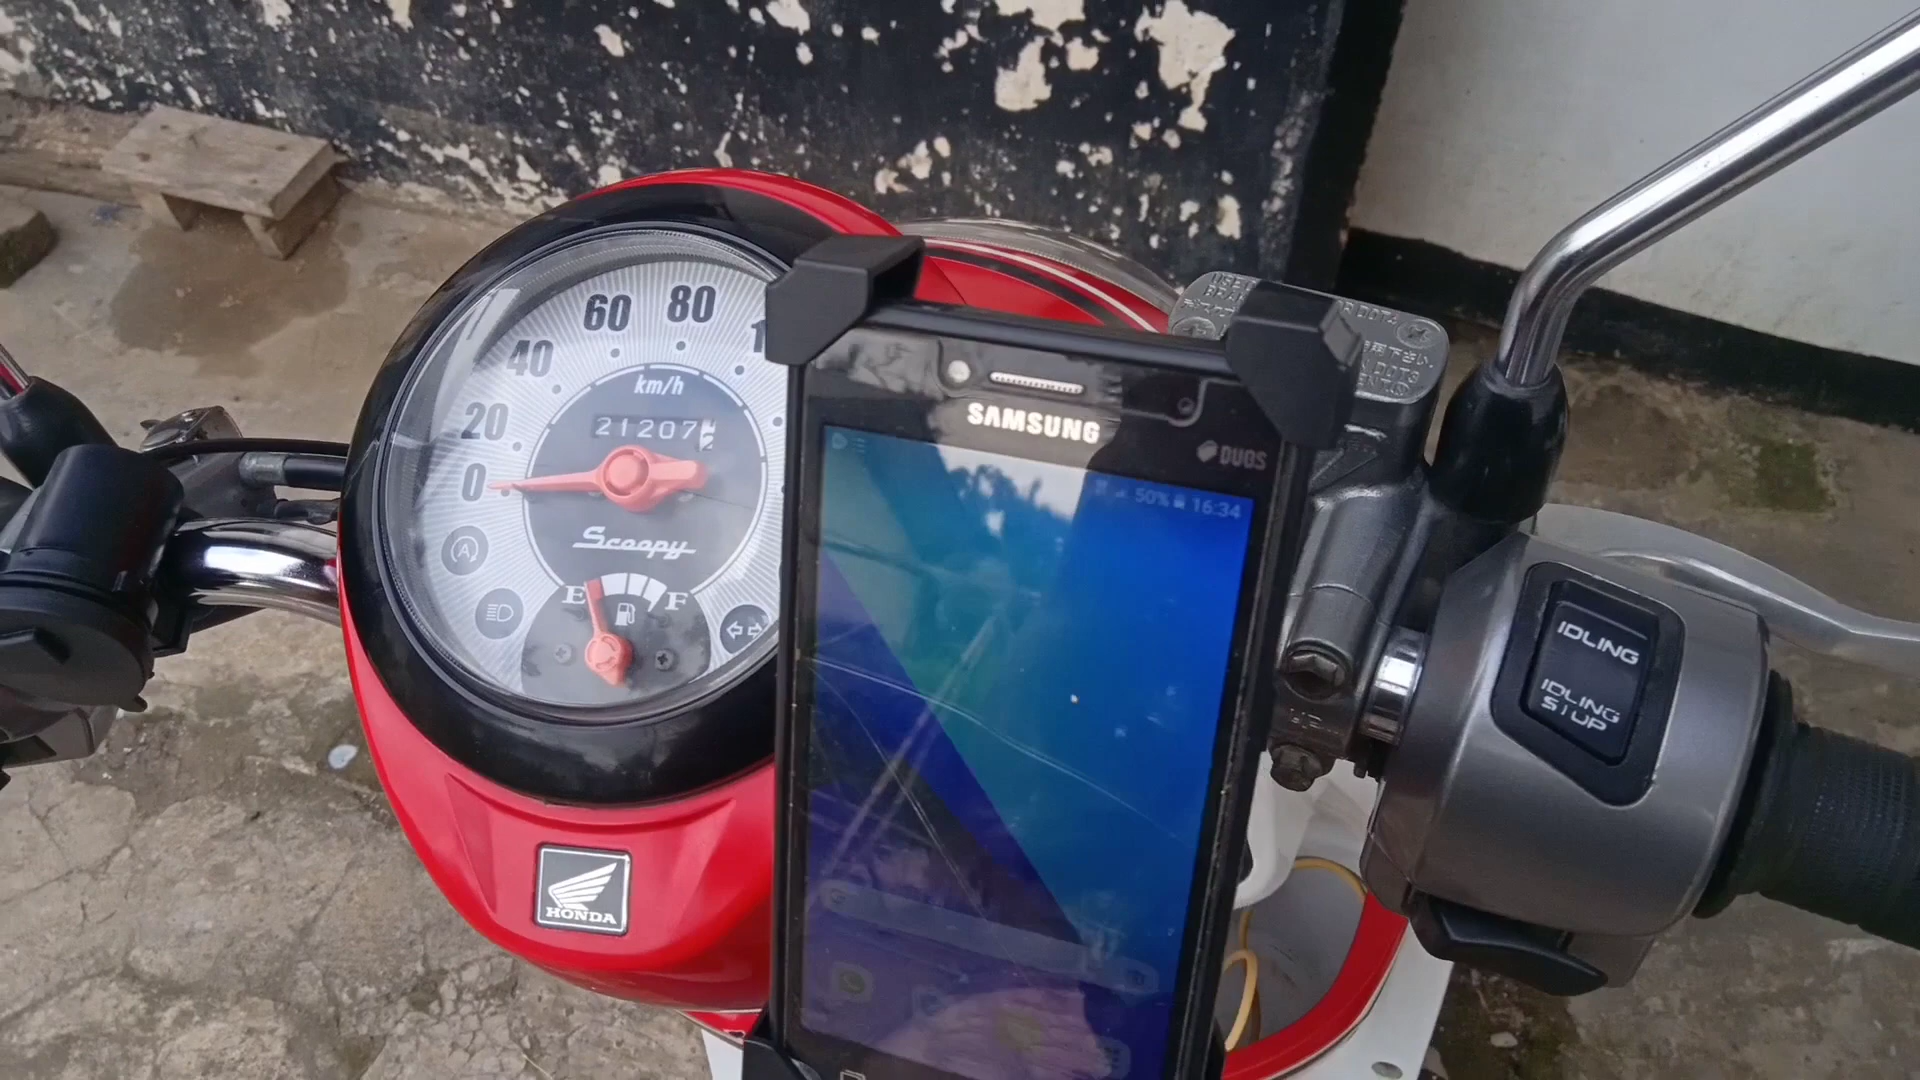 60
80
40
km/h
20
21207
0
Scoopy
E
F
HONDA
SAMSUNG
DUOS
50% 16:34
IDLING
IDLING
STOP